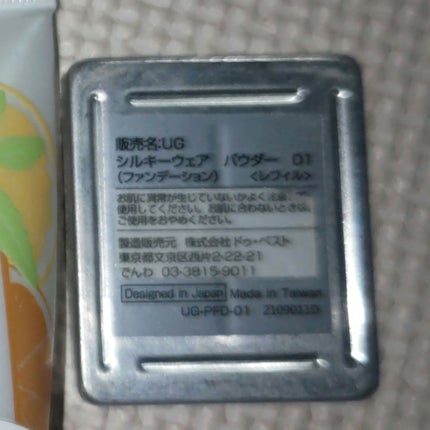 販売名:UG
シルキーウェア パウダー 01
(ファンデーション) <レフィル>
お肌に異常が生じていないかよく注意して
使用してください。お肌に合わないときは、
ご使用をおやめください。
製造販売元 株式会社ドゥ・ベスト
東京都文京区西片2-22-21
でんわ 03-3815-9011
Designed in Japan Made in Taiwan
UG-PFD-01 2109011D